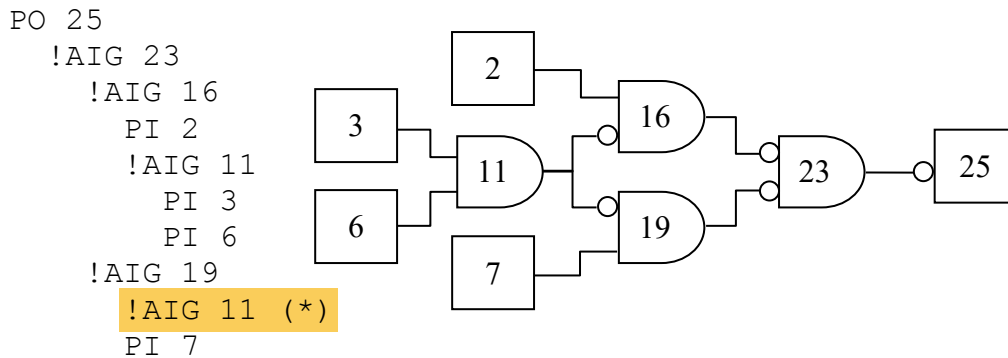 PO 25
!AIG 23
!AIG 16
PI 2
!AIG 11
PI 3
PI 6
!AIG 19
!AIG 11 (*)
PI 7
2
3
16
11
23
25
6
19
7